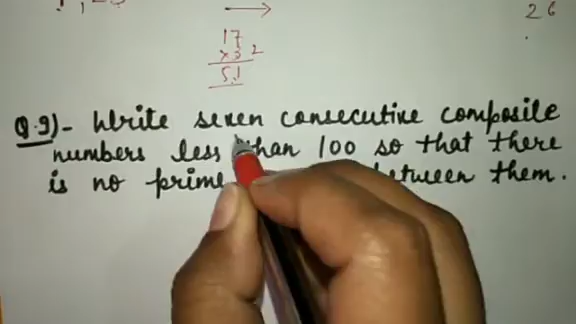 26
17
×3 2
51
Q.9)- Write seven consecutive composite
numbers less than 100 so that there
is no prime between them.